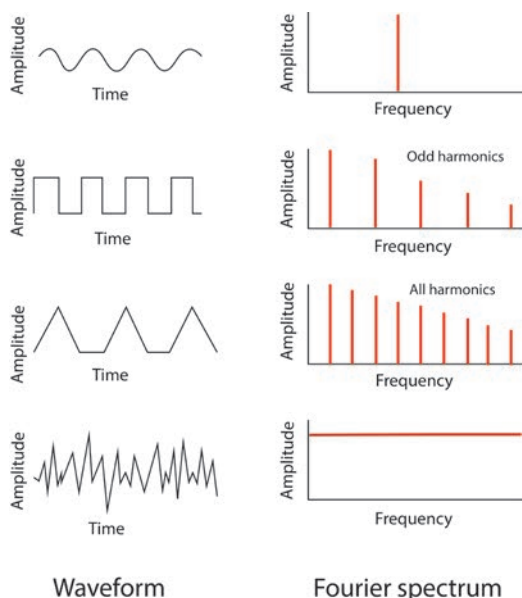 Amplitude
Time
Amplitude
Frequency
Amplitude
Time
Amplitude
Odd harmonics
Frequency
Amplitude
Time
Amplitude
All harmonics
Frequency
Amplitude
Time
Amplitude
Frequency
Waveform
Fourier spectrum